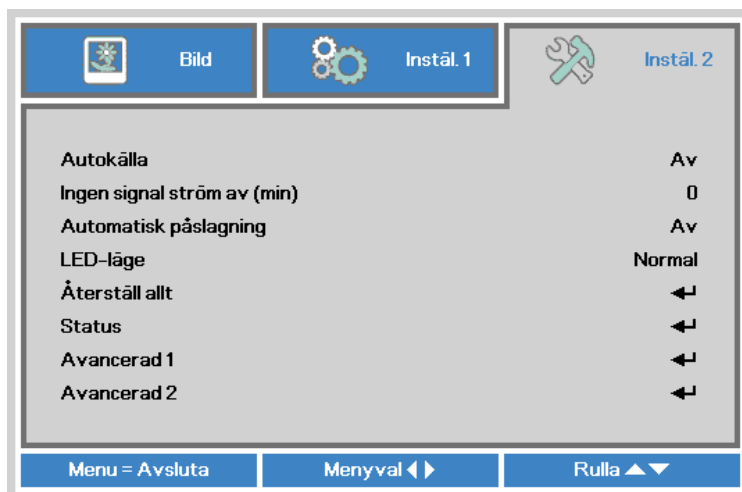 Bild
Instäl. 1
Instäl. 2
Autokälla Av
Ingen signal ström av (min) 0
Automatisk påslagning Av
LED-läge Normal
Återställ allt
Status
Avancerad 1
Avancerad 2
Menu = Avsluta
Menyval
Rulla